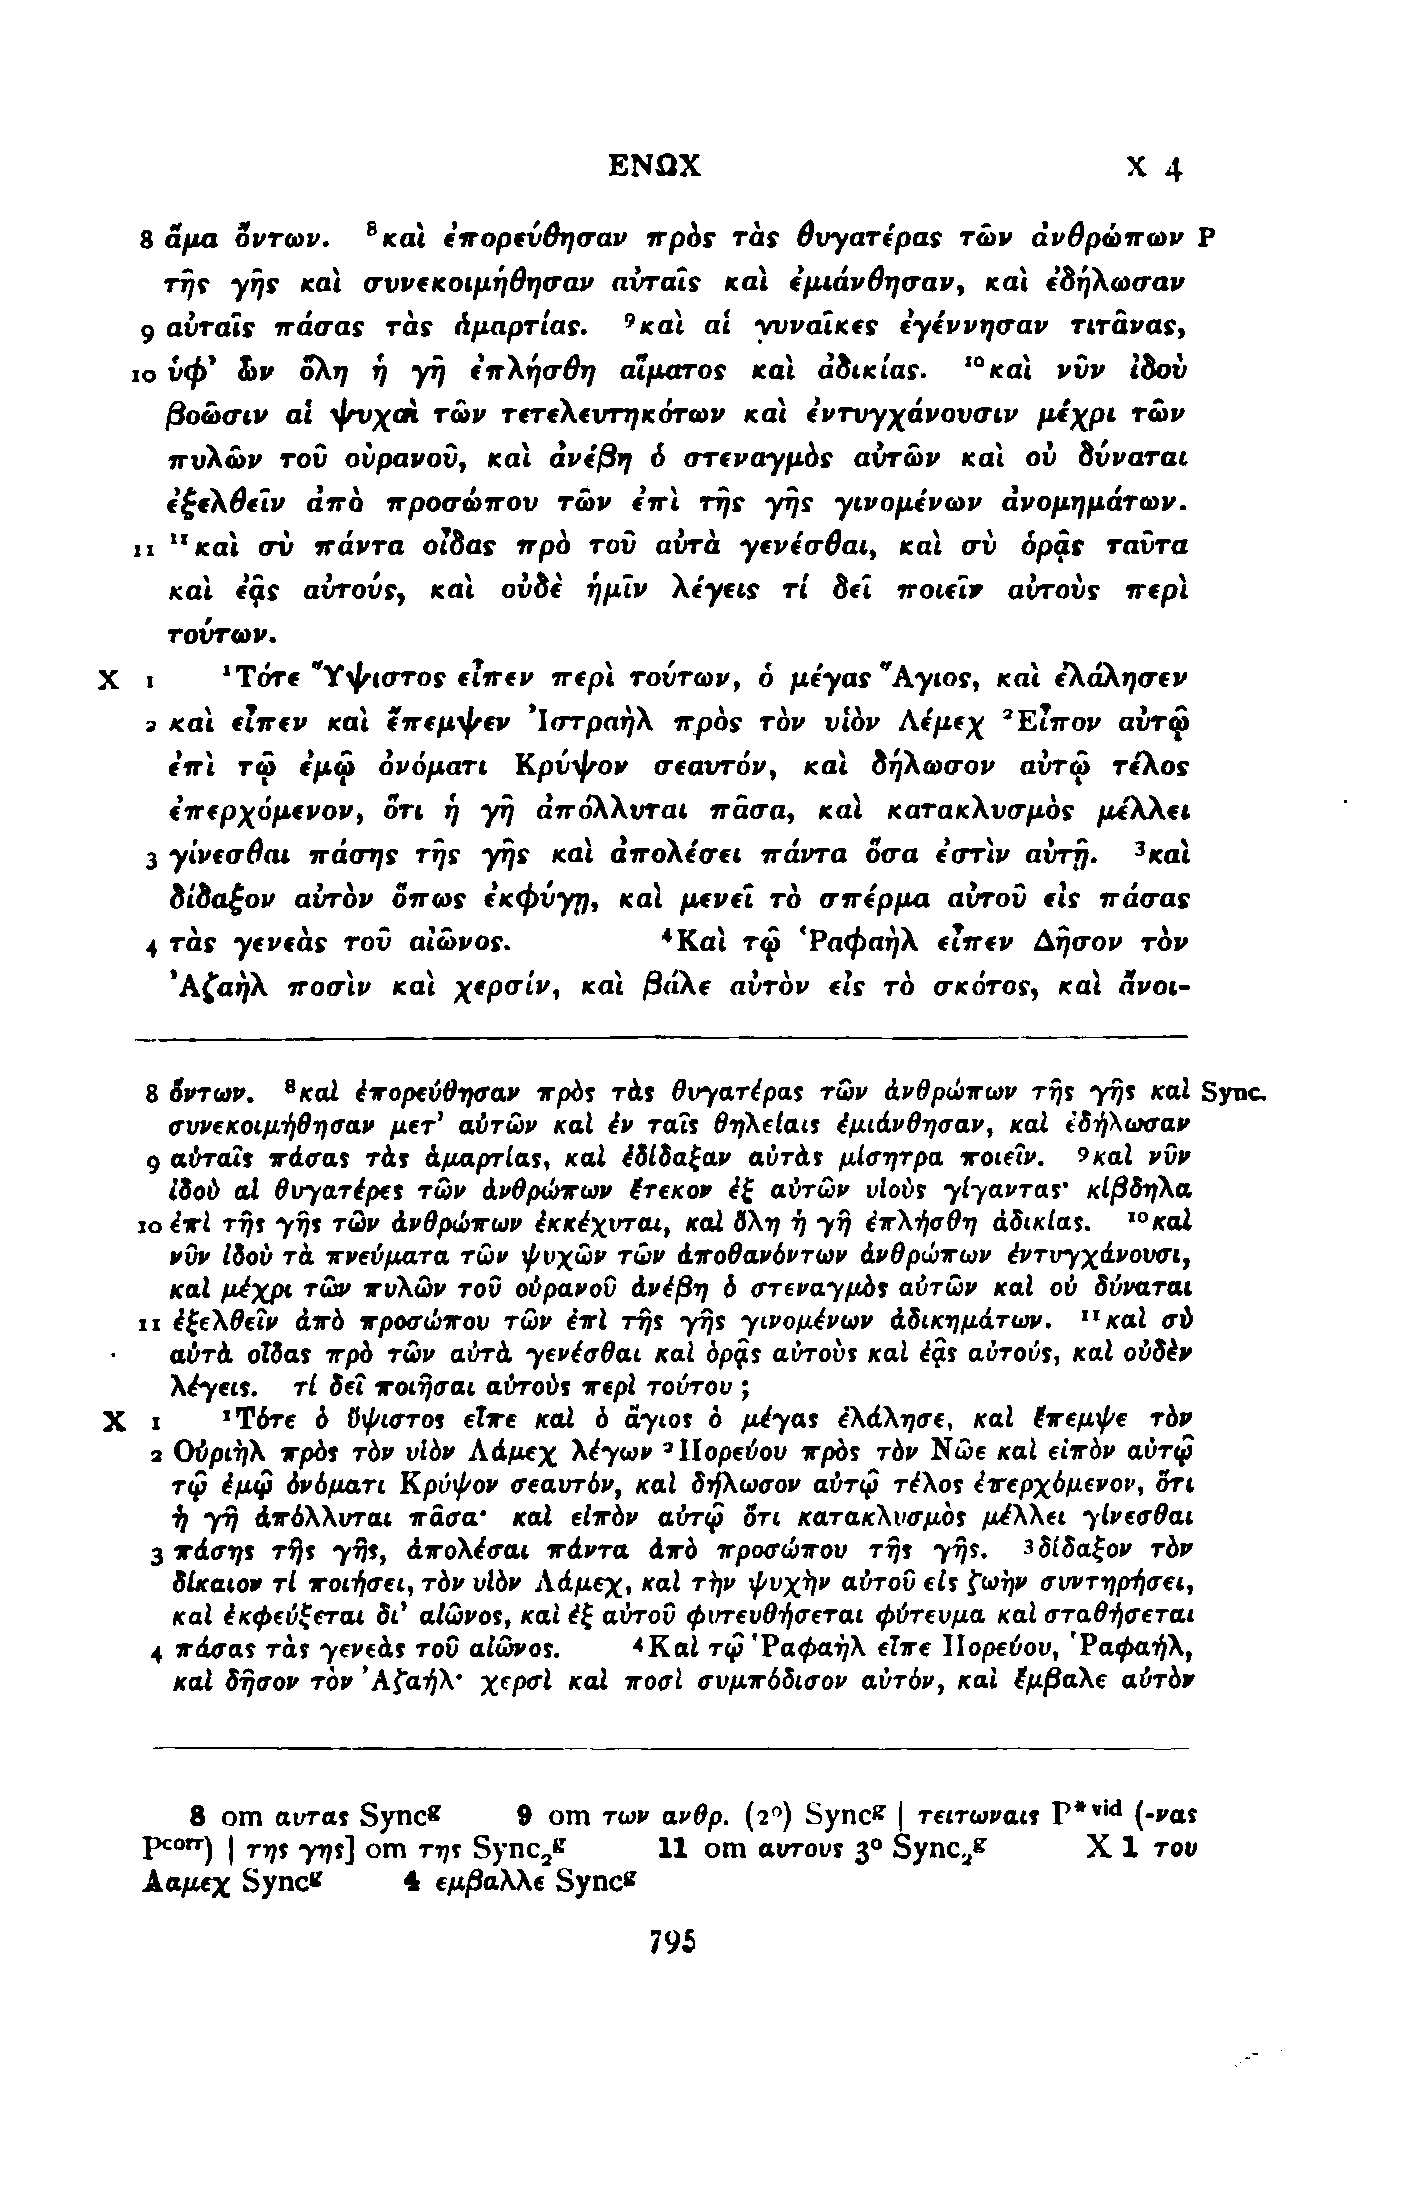 ΕΝΩΧ X 4
8 ἅμα ὄντων. ⁸καὶ ἐπορεύθησαν πρὸς τὰς θυγατέρας τῶν ἀνθρώπων P
τῆς γῆς καὶ συνεκοιμήθησαν αὐταῖς καὶ ἐμιάνθησαν, καὶ ἐδήλωσαν
9 αὐταῖς πάσας τὰς ἁμαρτίας. ⁹καὶ αἱ γυναῖκες ἐγέννησαν τιτᾶνας,
10 ὑφ’ ὧν ὅλη ἡ γῆ ἐπλήσθη αἵματος καὶ ἀδικίας. ¹⁰καὶ νῦν ἰδοὺ
βοῶσιν αἱ ψυχαὶ τῶν τετελευτηκότων καὶ ἐντυγχάνουσιν μέχρι τῶν
πυλῶν τοῦ οὐρανοῦ, καὶ ἀνέβη ὁ στεναγμὸς αὐτῶν καὶ οὐ δύναται
ἐξελθεῖν ἀπὸ προσώπου τῶν ἐπὶ τῆς γῆς γινομένων ἀνομημάτων.
11 ¹¹καὶ σὺ πάντα οἶδας πρὸ τοῦ αὐτὰ γενέσθαι, καὶ σὺ ὁρᾷς ταῦτα
καὶ ἐᾷς αὐτούς, καὶ οὐδὲ ἡμῖν λέγεις τί δεῖ ποιεῖν αὐτοὺς περὶ
τούτων.
X 1 ¹Τότε Ὕψιστος εἶπεν περὶ τούτων, ὁ μέγας Ἅγιος, καὶ ἐλάλησεν
2 καὶ εἶπεν καὶ ἔπεμψεν Ἰστραὴλ πρὸς τὸν υἱὸν Λέμεχ ²Εἶπον αὐτῷ
ἐπὶ τῷ ἐμῷ ὀνόματι Κρύψον σεαυτόν, καὶ δήλωσον αὐτῷ τέλος
ἐπερχόμενον, ὅτι ἡ γῆ ἀπόλλυται πᾶσα, καὶ κατακλυσμὸς μέλλει
3 γίνεσθαι πάσης τῆς γῆς καὶ ἀπολέσει πάντα ὅσα ἐστὶν αὐτῇ. ³καὶ
δίδαξον αὐτὸν ὅπως ἐκφύγῃ, καὶ μενεῖ τὸ σπέρμα αὐτοῦ εἰς πάσας
4 τὰς γενεὰς τοῦ αἰῶνος. ⁴Καὶ τῷ Ῥαφαὴλ εἶπεν Δῆσον τὸν
Ἀζαὴλ ποσὶν καὶ χερσίν, καὶ βάλε αὐτὸν εἰς τὸ σκότος, καὶ ἄνοι-
8 ὄντων. ⁸καὶ ἐπορεύθησαν πρὸς τὰς θυγατέρας τῶν ἀνθρώπων τῆς γῆς καὶ Sync.
συνεκοιμήθησαν μετ’ αὐτῶν καὶ ἐν ταῖς θηλείαις ἐμιάνθησαν, καὶ ἐδήλωσαν
9 αὐταῖς πάσας τὰς ἁμαρτίας, καὶ ἐδίδαξαν αὐτὰς μίσητρα ποιεῖν. ⁹καὶ νῦν
ἰδοὺ αἱ θυγατέρες τῶν ἀνθρώπων ἔτεκον ἐξ αὐτῶν υἱοὺς γίγαντας· κίβδηλα
10 ἐπὶ τῆς γῆς τῶν ἀνθρώπων ἐκκέχυται, καὶ ὅλη ἡ γῆ ἐπλήσθη ἀδικίας. ¹⁰καὶ
νῦν ἰδοὺ τὰ πνεύματα τῶν ψυχῶν τῶν ἀποθανόντων ἀνθρώπων ἐντυγχάνουσι,
καὶ μέχρι τῶν πυλῶν τοῦ οὐρανοῦ ἀνέβη ὁ στεναγμὸς αὐτῶν καὶ οὐ δύναται
11 ἐξελθεῖν ἀπὸ προσώπου τῶν ἐπὶ τῆς γῆς γινομένων ἀδικημάτων. ¹¹καὶ σὺ
αὐτὰ οἶδας πρὸ τῶν αὐτὰ γενέσθαι καὶ ὁρᾷς αὐτοὺς καὶ ἐᾷς αὐτούς, καὶ οὐδὲν
λέγεις. τί δεῖ ποιῆσαι αὐτοὺς περὶ τούτου ;
X 1 ¹Τότε ὁ ὕψιστος εἶπε καὶ ὁ ἅγιος ὁ μέγας ἐλάλησε, καὶ ἔπεμψε τὸν
2 Οὐριὴλ πρὸς τὸν υἱὸν Λάμεχ λέγων ²Πορεύου πρὸς τὸν Νῶε καὶ εἰπὸν αὐτῷ
τῷ ἐμῷ ὀνόματι Κρύψον σεαυτόν, καὶ δήλωσον αὐτῷ τέλος ἐπερχόμενον, ὅτι
ἡ γῆ ἀπόλλυται πᾶσα· καὶ εἰπὸν αὐτῷ ὅτι κατακλυσμὸς μέλλει γίνεσθαι
3 πάσης τῆς γῆς, ἀπολέσαι πάντα ἀπὸ προσώπου τῆς γῆς. ³δίδαξον τὸν
δίκαιον τί ποιήσει, τὸν υἱὸν Λάμεχ, καὶ τὴν ψυχὴν αὐτοῦ εἰς ζωὴν συντηρήσει,
καὶ ἐκφεύξεται δι’ αἰῶνος, καὶ ἐξ αὐτοῦ φυτευθήσεται φύτευμα καὶ σταθήσεται
4 πάσας τὰς γενεὰς τοῦ αἰῶνος. ⁴Καὶ τῷ Ῥαφαὴλ εἶπε Πορεύου, Ῥαφαήλ,
καὶ δῆσον τὸν Ἀζαήλ· χερσὶ καὶ ποσὶ συμπόδισον αὐτόν, καὶ ἔμβαλε αὐτὸν
8 om αυτας Syncᵍ 9 om των ανθρ. (2º) Syncᵍ | τειτωναις P*ᵛⁱᵈ (-νας
Pᶜᵒʳʳ) | της γης] om της Sync₂ᵍ 11 om αυτους 3º Sync₂ᵍ X 1 του
Λαμεχ Syncᵍ 4 εμβαλλε Syncᵍ
795